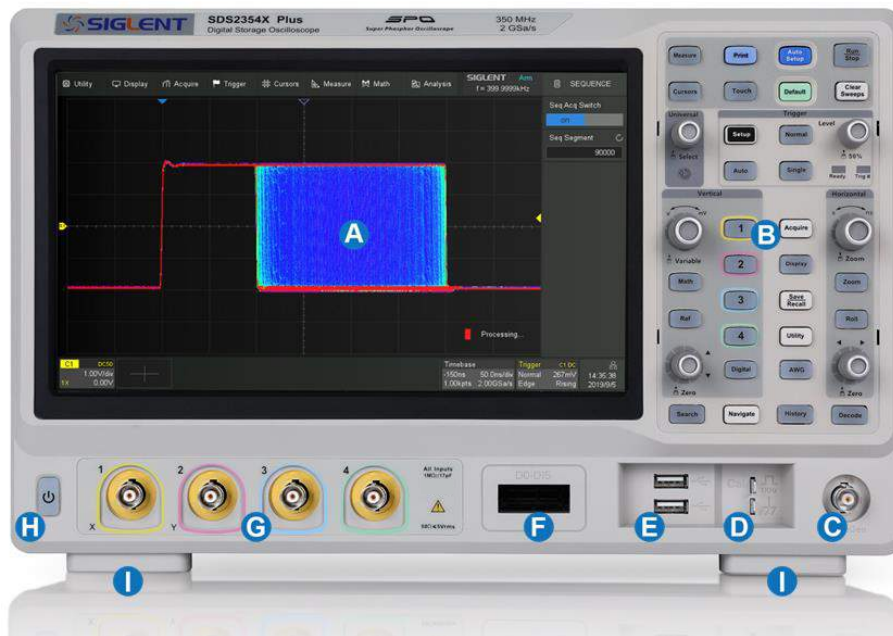 SIGLENT SDS2354X Plus
Digital Storage Oscilloscope
SPO
Super Phosphor Oscilloscope
350 MHz
2 GSa/s
Utility Display Acquire Trigger Cursors Measure Math Analysis
SIGLENT Arm
f = 399.9999kHz
SEQUENCE
Seq Acq Switch
on
Seq Segment
90000
A
Processing...
C1 DC50
1.00V/div
1X 0.00V
Timebase
-150ns 50.0ns/div
1.00kpts 2.00GSa/s
Trigger C1 DC
Normal 267mV
Edge Rising
14:35:38
2019/9/5
Measure Print Auto Setup Run Stop
Cursors Touch Default Clear Sweeps
Universal
Select
Trigger
Setup Normal Level
Auto Single
50%
Ready Trig'd
Vertical
Horizontal
V mV
Variable
1 B Acquire
Zoom
Math 2 Display Zoom
Ref 3 Save Recall Roll
4 Utility
Zero Digital AWG Zero
Search Navigate History Decode
H
1 2 3 4
X Y
G
All Inputs
I
D0-D15
F
E
D
C
I